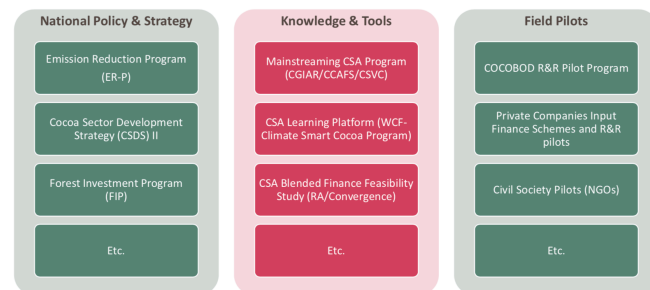 National Policy & Strategy
Emission Reduction Program
(ER-P)
Cocoa Sector Development
Strategy (CSDS) II
Forest Investment Program
(FIP)
Etc.
Knowledge & Tools
Mainstreaming CSA Program
(CGIAR/CCAFS/CSVC)
CSA Learning Platform (WCF-
Climate Smart Cocoa Program)
CSA Blended Finance Feasibility
Study (RA/Convergence)
Etc.
Field Pilots
COCOBOD R&R Pilot Program
Private Companies Input
Finance Schemes and R&R
pilots
Civil Society Pilots (NGOs)
Etc.